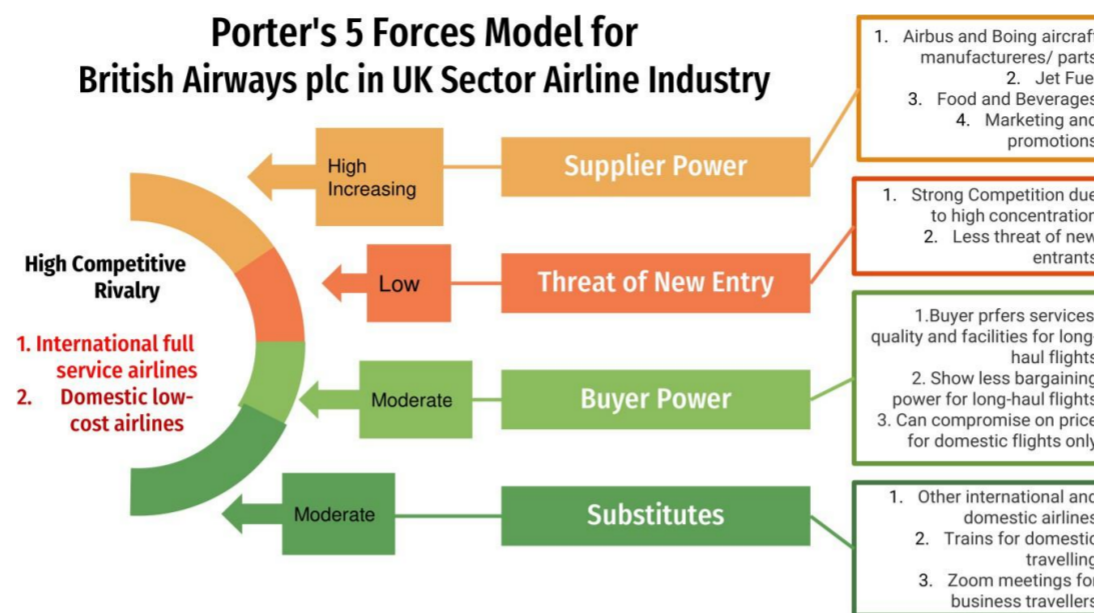 Porter's 5 Forces Model for
British Airways plc in UK Sector Airline Industry
High Competitive
Rivalry
1. International full
service airlines
2. Domestic low-
cost airlines
High
Increasing
Supplier Power
1. Airbus and Boing aircraft
manufactureres/ parts
2. Jet Fuel
3. Food and Beverages
4. Marketing and
promotions
Low
Threat of New Entry
1. Strong Competition due
to high concentration
2. Less threat of new
entrants
Moderate
Buyer Power
1.Buyer prfers services,
quality and facilities for long-
haul flights
2. Show less bargaining
power for long-haul flights
3. Can compromise on price
for domestic flights only
Moderate
Substitutes
1. Other international and
domestic airlines
2. Trains for domestic
travelling
3. Zoom meetings for
business travellers